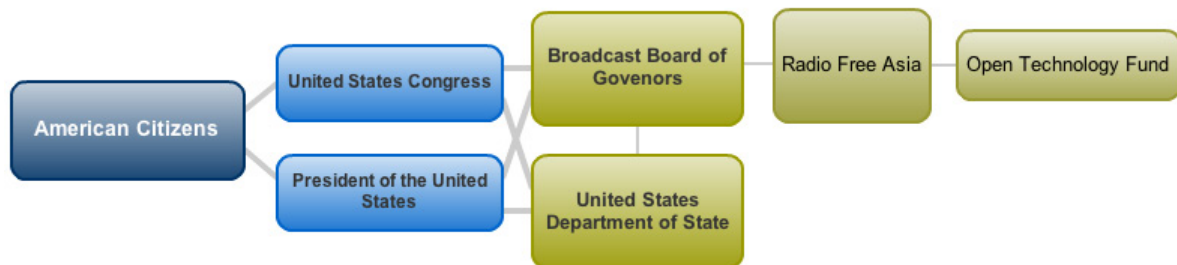 American Citizens
United States Congress
President of the United
States
Broadcast Board of
Govenors
United States
Department of State
Radio Free Asia
Open Technology Fund